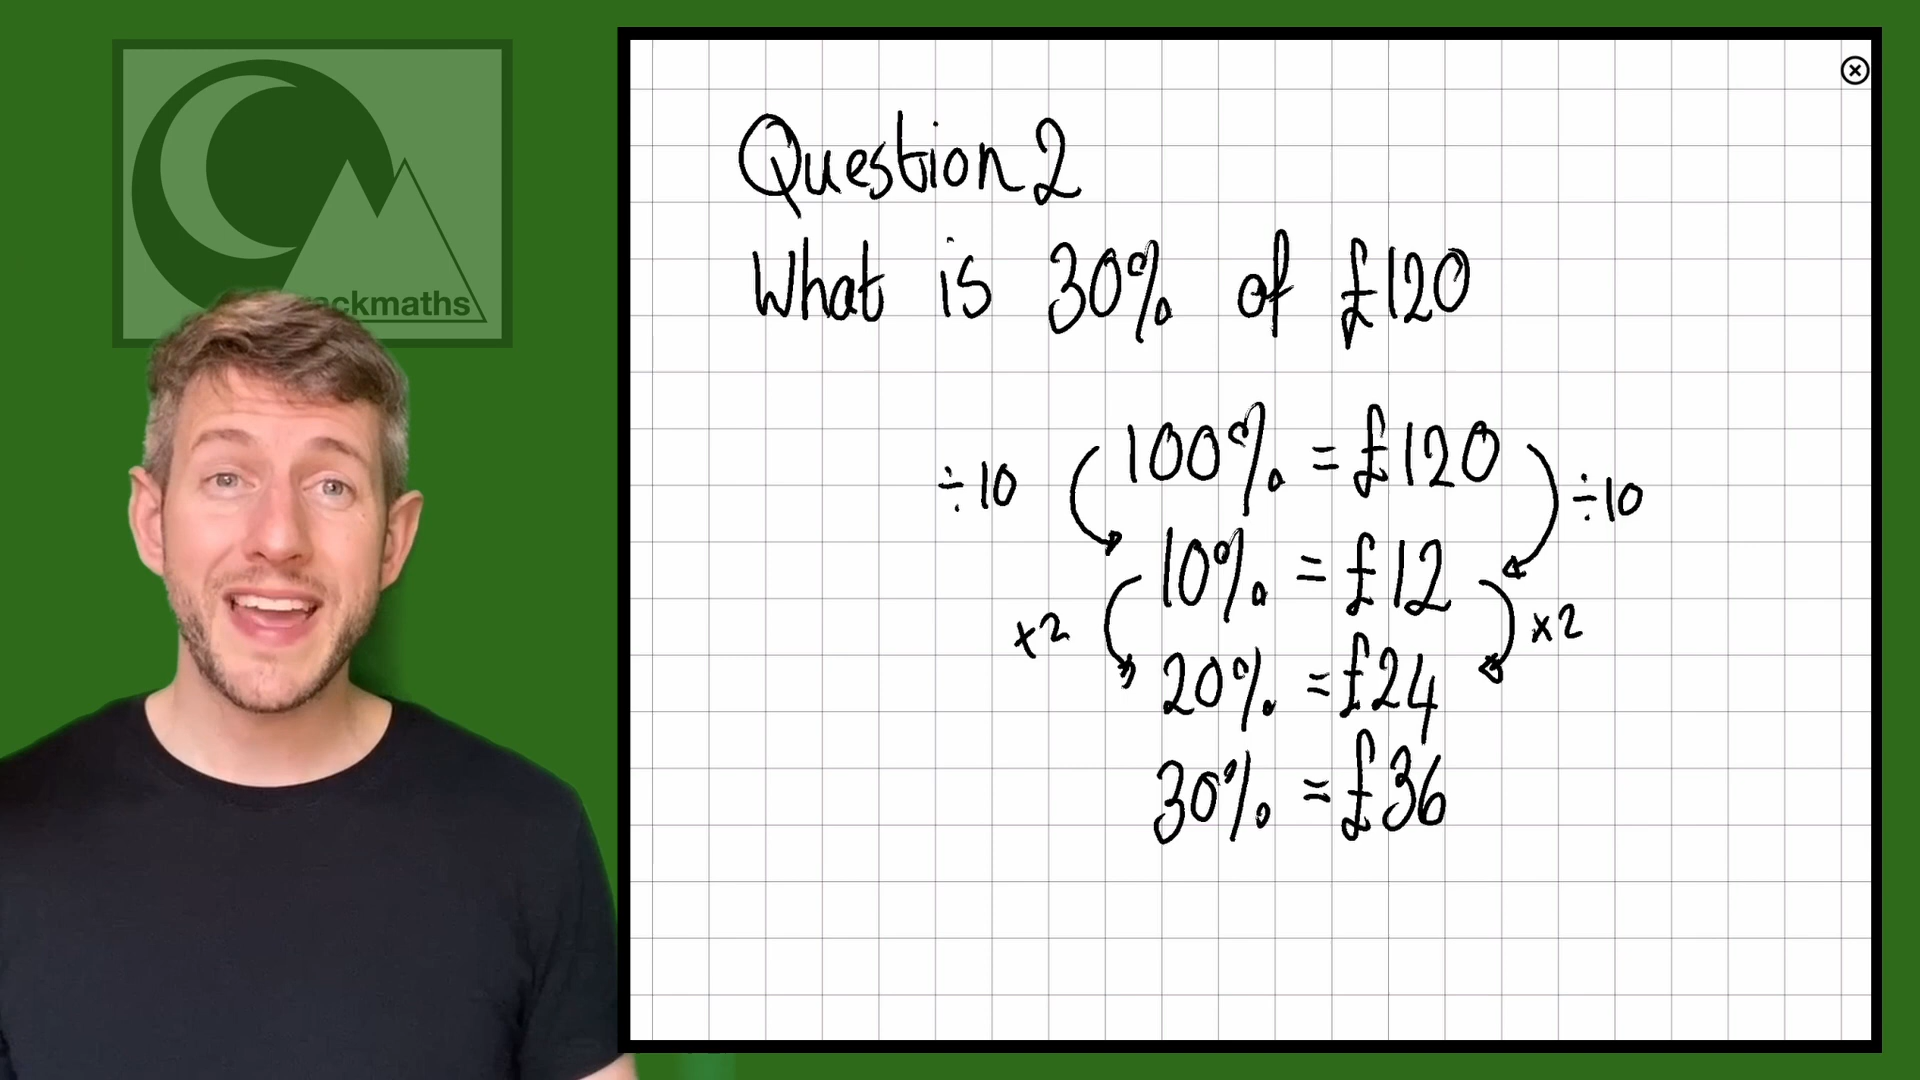 ackmaths
Question 2
What is 30% of £120
100% = £120
÷10
÷10
10% = £12
×2
×2
20% = £24
30% = £36